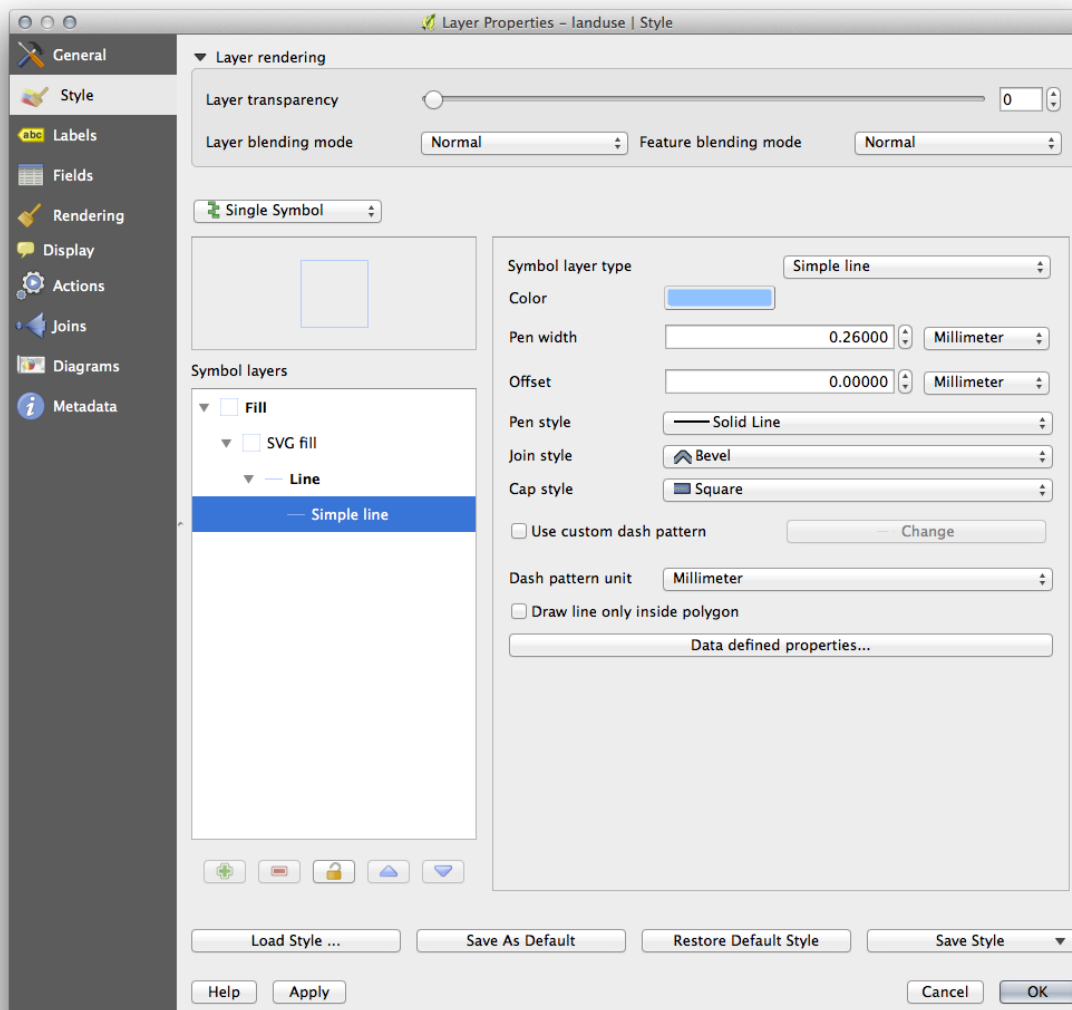 Layer Properties – landuse | Style
General
Style
abc Labels
Fields
Rendering
Display
Actions
Joins
Diagrams
Metadata
Layer rendering
Layer transparency 0
Layer blending mode Normal Feature blending mode Normal
Single Symbol
Symbol layers
Fill
SVG fill
Line
Simple line
Symbol layer type Simple line
Color
Pen width 0.26000 Millimeter
Offset 0.00000 Millimeter
Pen style Solid Line
Join style Bevel
Cap style Square
Use custom dash pattern Change
Dash pattern unit Millimeter
Draw line only inside polygon
Data defined properties...
Load Style ... Save As Default Restore Default Style Save Style
Help Apply Cancel OK